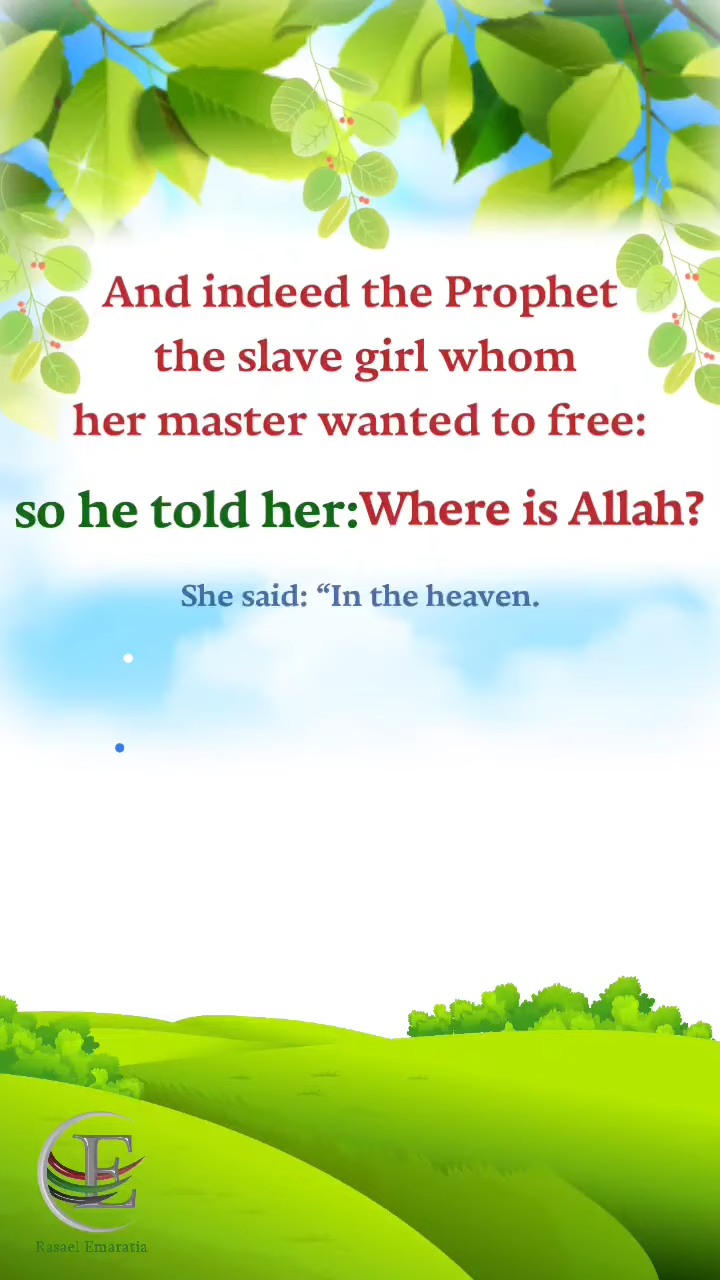 And indeed the Prophet
the slave girl whom
her master wanted to free:
so he told her:Where is Allah?
She said: “In the heaven.
E
Rasael Emaratia